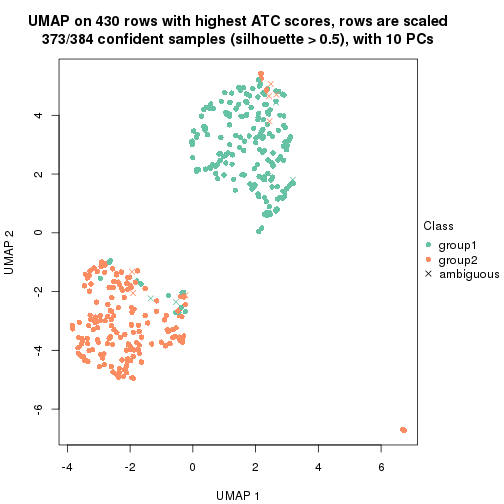 UMAP on 430 rows with highest ATC scores, rows are scaled
373/384 confident samples (silhouette > 0.5), with 10 PCs
4
2
0
-2
-4
-6
UMAP 2
-4
-2
0
2
4
6
UMAP 1
Class
group1
group2
ambiguous